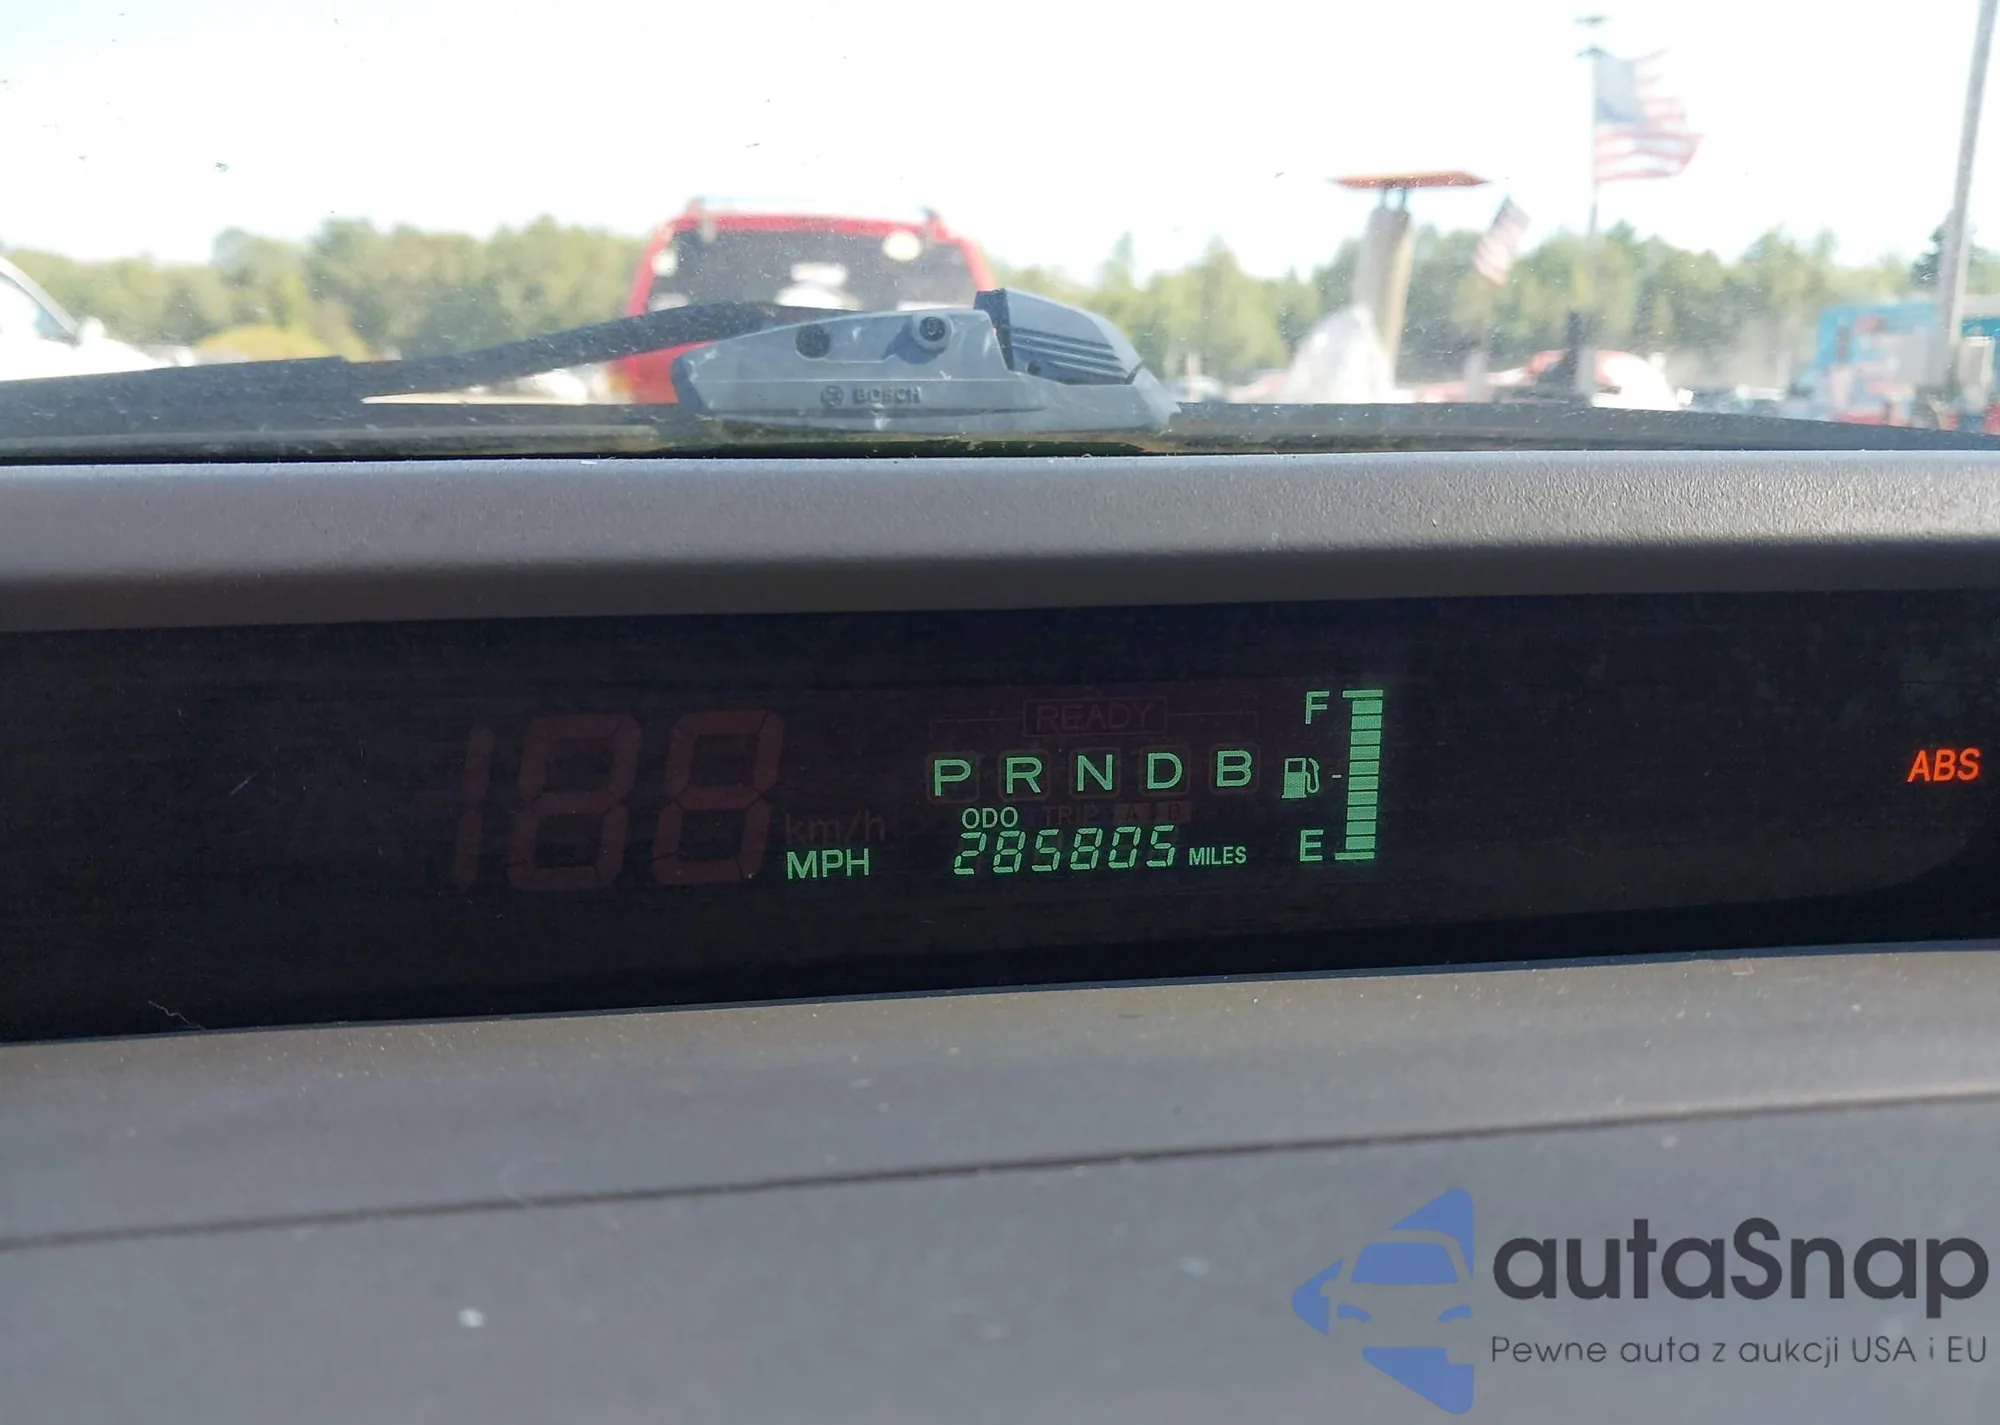 BOSCH
READY
F
P R N D B
ABS
188
km/h
ODO TRIP A B
MPH
285805 MILES
E
autaSnap
Pewne auta z aukcji USA i EU